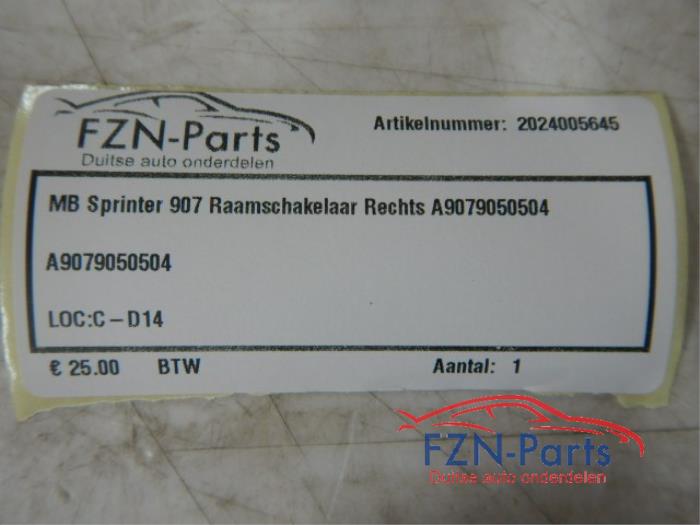 FZN-Parts
Duitse auto onderdelen
Artikelnummer: 2024005645
MB Sprinter 907 Raamschakelaar Rechts A9079050504
A9079050504
LOC:C-D14
€ 25.00 BTW Aantal: 1
FZN-Parts
Duitse auto onderdelen